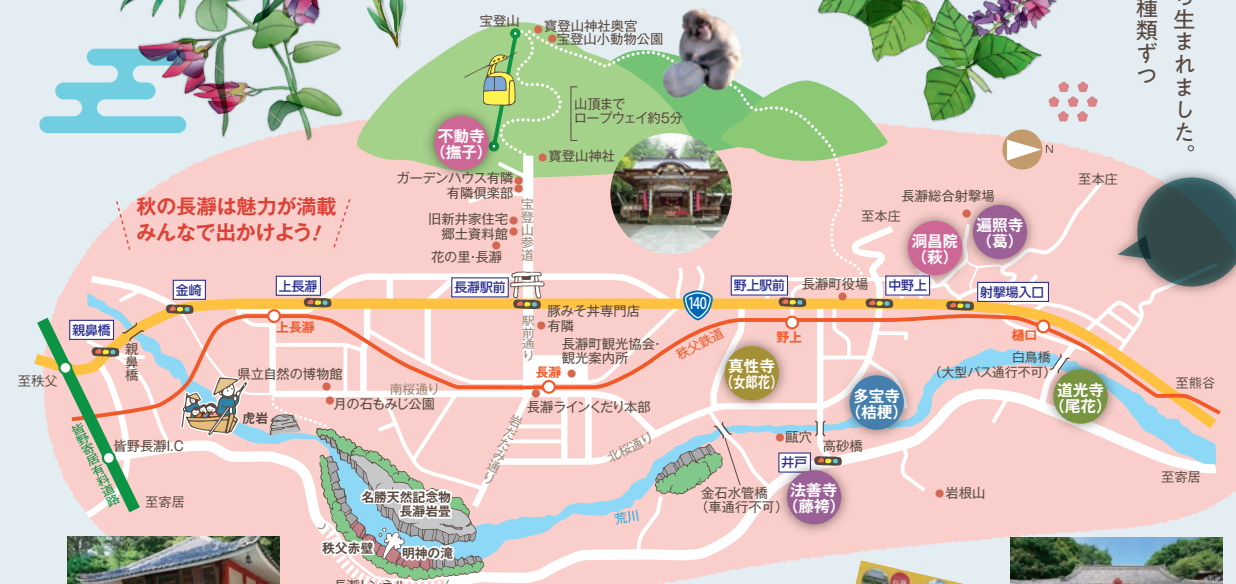 ら生まれました。
種類ずつ
宝登山
寳登山神社奥宮
宝登山小動物公園
山頂まで
ロープウェイ約5分
不動寺
(撫子)
寳登山神社
N
ガーデンハウス有隣
有隣倶楽部
宝登山参道
旧新井家住宅
郷土資料館
花の里・長瀞
秋の長瀞は魅力が満載
みんなで出かけよう!
至本庄
長瀞総合射撃場
至本庄
洞昌院
(萩)
遍照寺
(葛)
金崎
上長瀞
長瀞駅前
140
野上駅前
長瀞町役場
中野上
射撃場入口
親鼻橋
親鼻橋
上長瀞
駅前通り
豚みそ丼専門店
有隣
長瀞町観光協会・
観光案内所
秩父鉄道
野上
樋口
白鳥橋
(大型バス通行不可)
至秩父
県立自然の博物館
月の石もみじ公園
南桜通り
長瀞
長瀞ラインくだり本部
真性寺
(女郎花)
多宝寺
(桔梗)
道光寺
(尾花)
至熊谷
虎岩
岩だたみ通り
北桜通り
甌穴
高砂橋
井戸
皆野寄居有料道路
皆野長瀞I.C
至寄居
名勝天然記念物
長瀞岩畳
秩父赤壁
明神の滝
荒川
金石水管橋
(車通行不可)
法善寺
(藤袴)
岩根山
至寄居